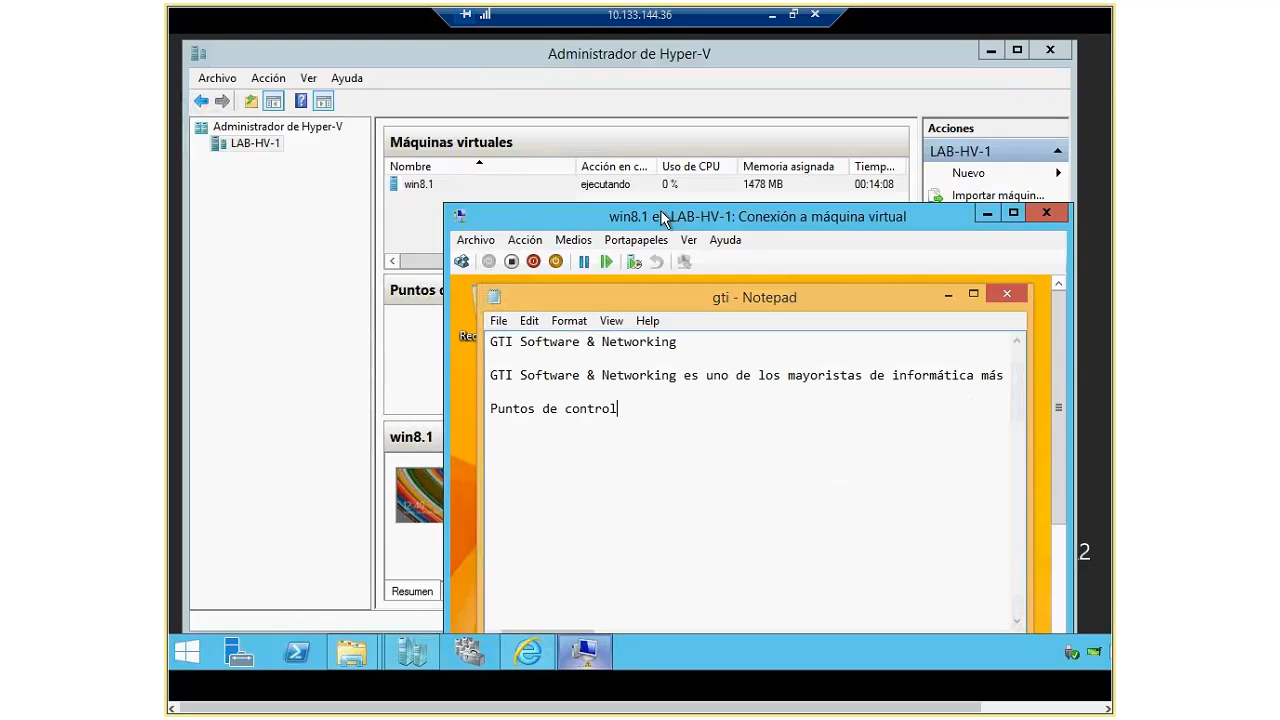 10.133.144.36
Administrador de Hyper-V
Archivo Acción Ver Ayuda
Administrador de Hyper-V
LAB-HV-1
Máquinas virtuales
Nombre Acción en c... Uso de CPU Memoria asignada Tiemp...
win8.1 ejecutando 0 % 1478 MB 00:14:08
Acciones
LAB-HV-1
Nuevo
Importar máquin...
Puntos
win8.1
Resumen
win8.1 LAB-HV-1: Conexión a máquina virtual
Archivo Acción Medios Portapapeles Ver Ayuda
gti - Notepad
File Edit Format View Help
GTI Software & Networking
GTI Software & Networking es uno de los mayoristas de informática más
Puntos de control
2